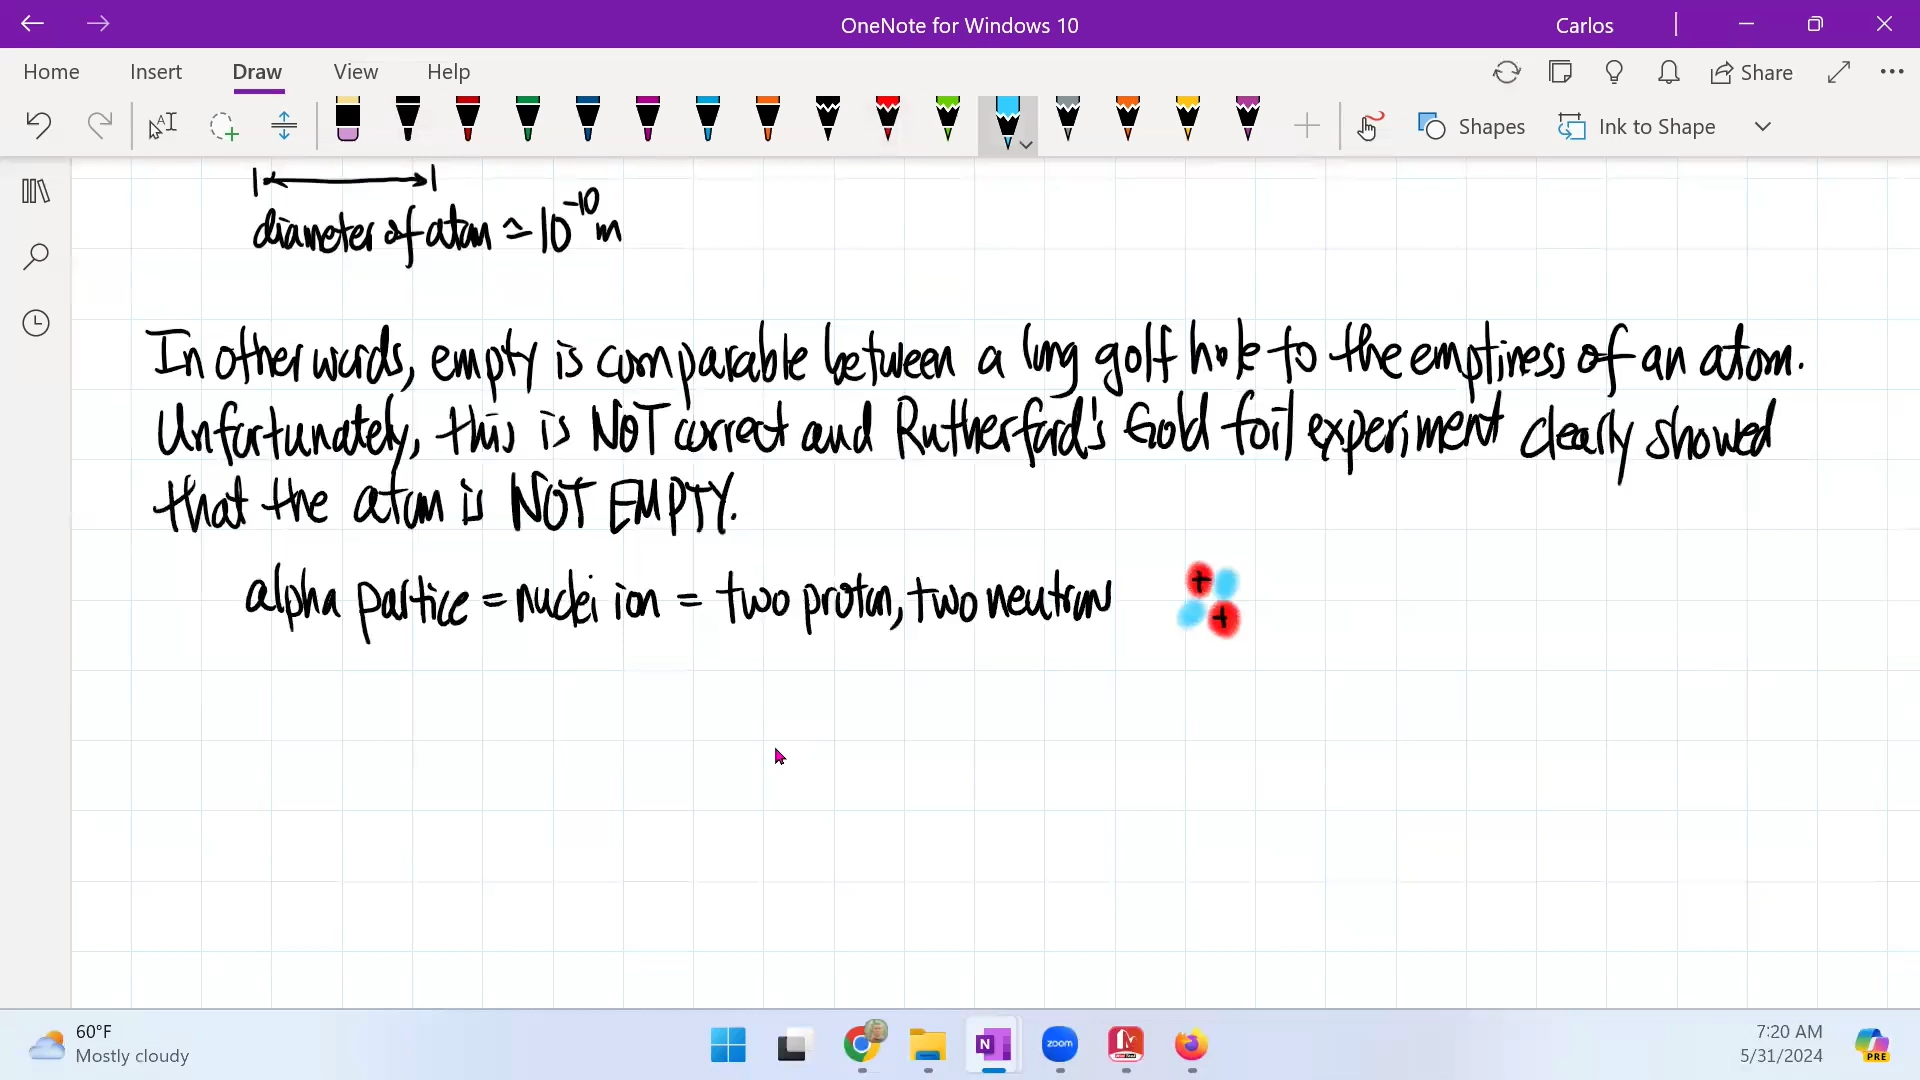 OneNote for Windows 10
Carlos
Home
Insert
Draw
View
Help
Share
Shapes
Ink to Shape
diameter of atom ≃ 10⁻¹⁰ m
In other words, empty is comparable between a long golf hole to the emptiness of an atom.
Unfortunately, this is NOT correct and Rutherford's Gold foil experiment clearly showed
that the atom is NOT EMPTY.
alpha partice = nuclei ion = two proton, two neutron
+
+
60°F
Mostly cloudy
N
zoom
7:20 AM
5/31/2024
PRE